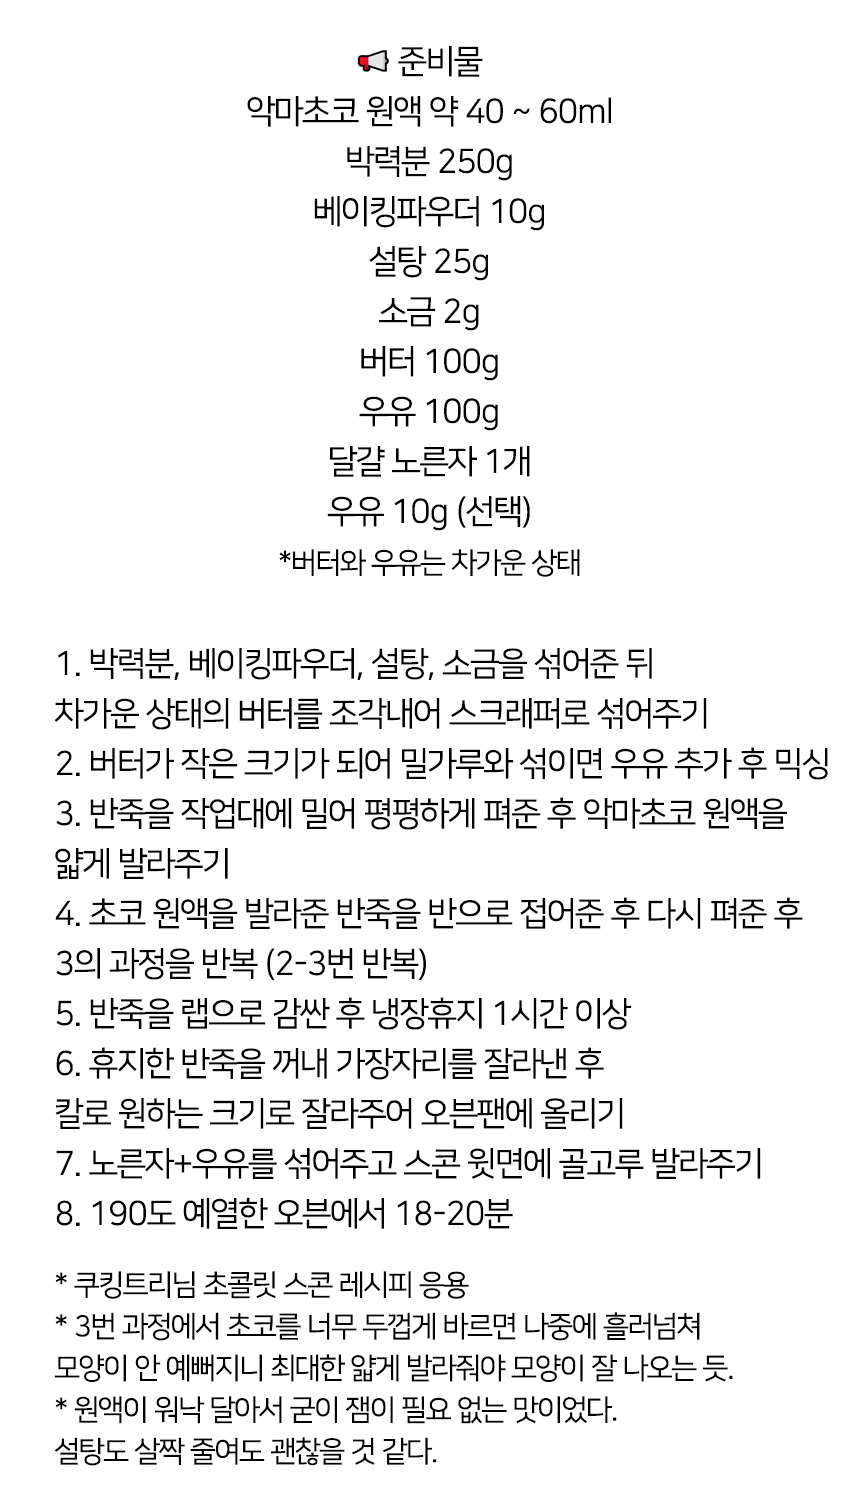 📢 준비물
악마초코 원액 약 40 ~ 60ml
박력분 250g
베이킹파우더 10g
설탕 25g
소금 2g
버터 100g
우유 100g
달걀 노른자 1개
우유 10g (선택)
*버터와 우유는 차가운 상태
1. 박력분, 베이킹파우더, 설탕, 소금을 섞어준 뒤
차가운 상태의 버터를 조각내어 스크래퍼로 섞어주기
2. 버터가 작은 크기가 되어 밀가루와 섞이면 우유 추가 후 믹싱
3. 반죽을 작업대에 밀어 평평하게 펴준 후 악마초코 원액을
얇게 발라주기
4. 초코 원액을 발라준 반죽을 반으로 접어준 후 다시 펴준 후
3의 과정을 반복 (2-3번 반복)
5. 반죽을 랩으로 감싼 후 냉장휴지 1시간 이상
6. 휴지한 반죽을 꺼내 가장자리를 잘라낸 후
칼로 원하는 크기로 잘라주어 오븐팬에 올리기
7. 노른자+우유를 섞어주고 스콘 윗면에 골고루 발라주기
8. 190도 예열한 오븐에서 18-20분
* 쿠킹트리님 초콜릿 스콘 레시피 응용
* 3번 과정에서 초코를 너무 두껍게 바르면 나중에 흘러넘쳐
모양이 안 예뻐지니 최대한 얇게 발라줘야 모양이 잘 나오는 듯.
* 원액이 워낙 달아서 굳이 잼이 필요 없는 맛이었다.
설탕도 살짝 줄여도 괜찮을 것 같다.